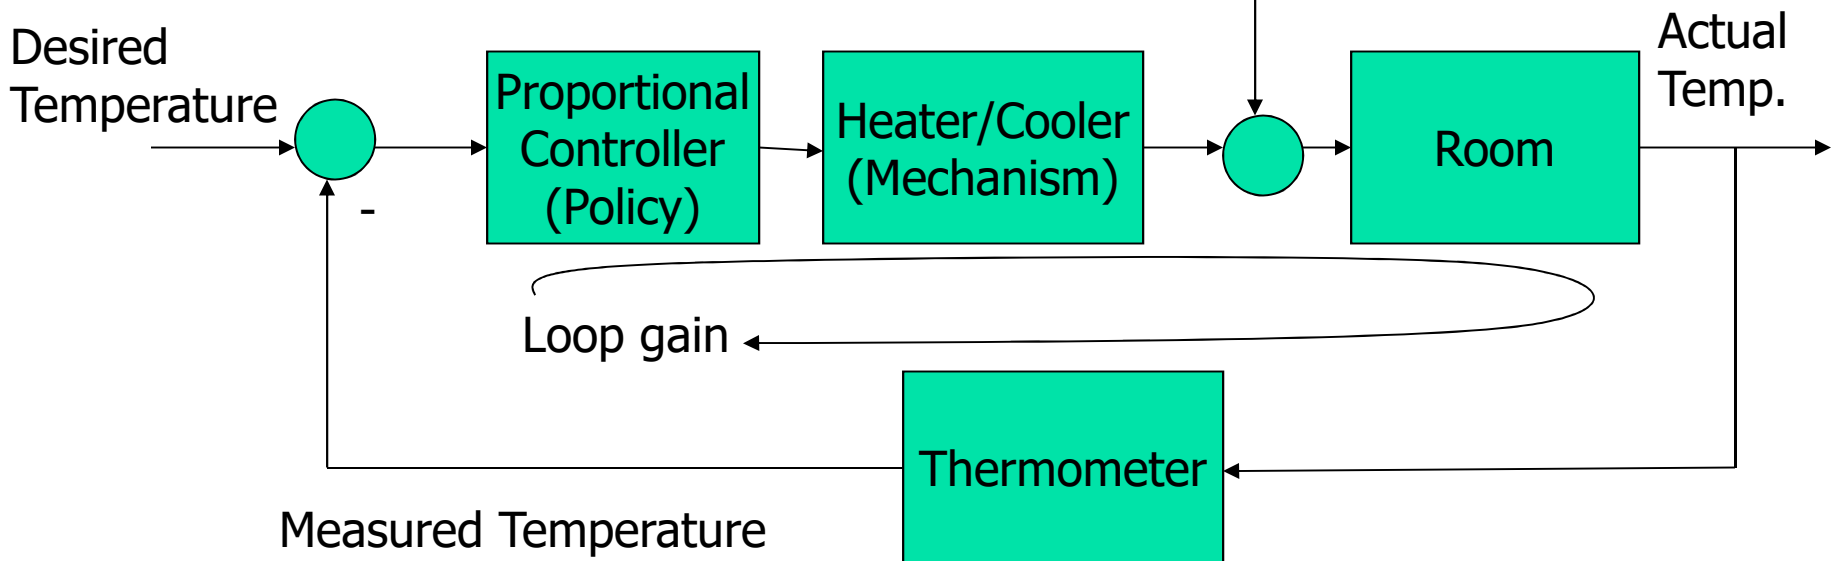 Desired
Temperature
Proportional
Controller
(Policy)
Heater/Cooler
(Mechanism)
Room
Actual
Temp.
-
Loop gain
Thermometer
Measured Temperature